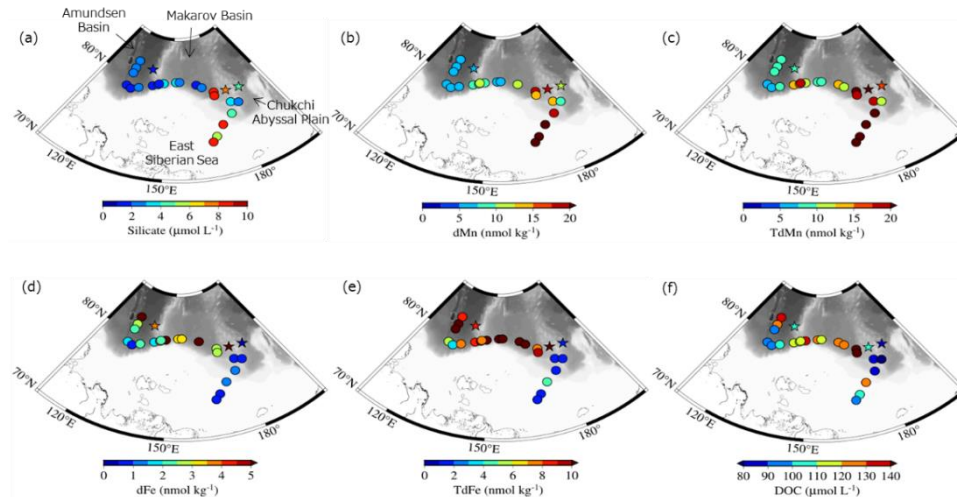 Amundsen
Basin
Makarov Basin
(a)
(b)
(c)
80°N
80°N
80°N
Chukchi
Abyssal Plain
70°N
East
Siberian Sea
70°N
70°N
120°E
150°E
180°
120°E
150°E
180°
120°E
150°E
180°
0 2 4 6 8 10
Silicate (μmol L⁻¹)
0 5 10 15 20
dMn (nmol kg⁻¹)
0 5 10 15 20
TdMn (nmol kg⁻¹)
(d)
(e)
(f)
80°N
80°N
80°N
70°N
70°N
70°N
120°E
150°E
180°
120°E
150°E
180°
120°E
150°E
180°
0 1 2 3 4 5
dFe (nmol kg⁻¹)
0 2 4 6 8 10
TdFe (nmol kg⁻¹)
80 90 100 110 120 130 140
DOC (μmol L⁻¹)